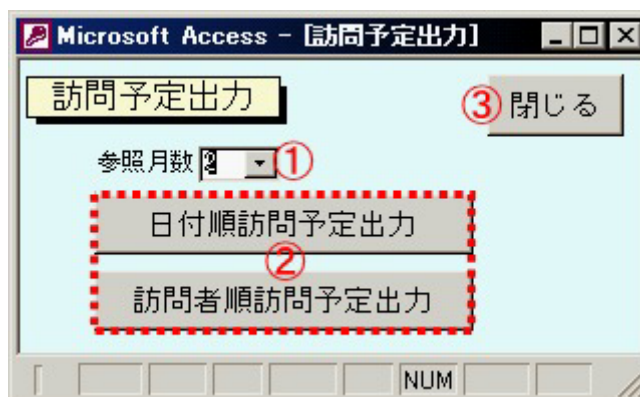 Microsoft Access - [訪問予定出力]
訪問予定出力
③ 閉じる
参照月数 2 ①
日付順訪問予定出力
②
訪問者順訪問予定出力
NUM